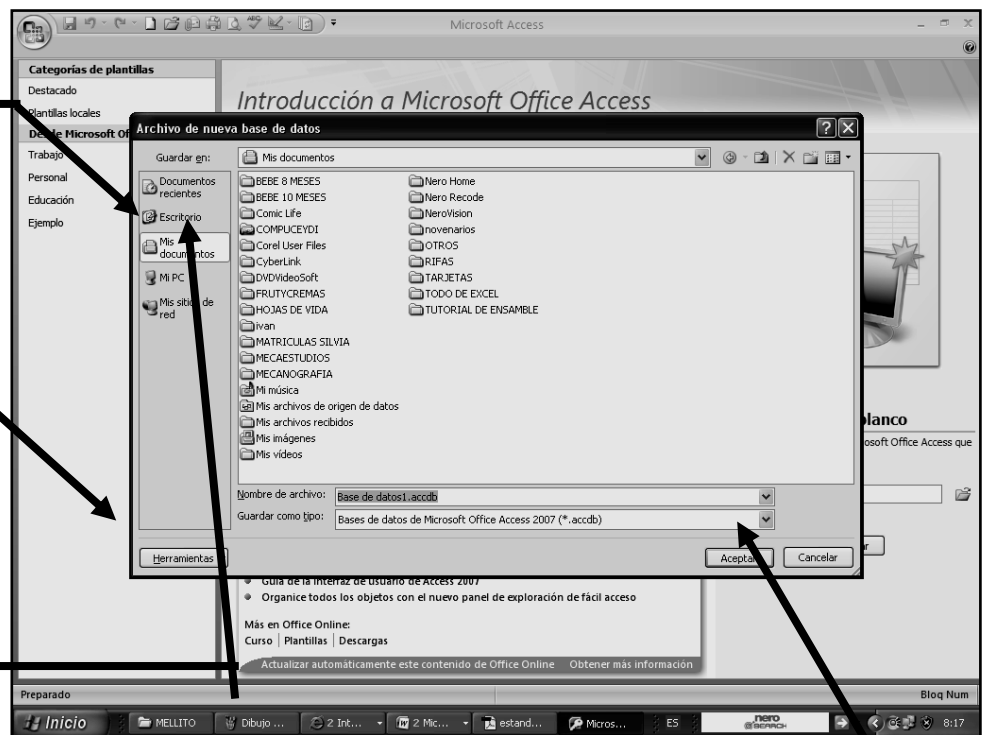 Microsoft Access
Categorías de plantillas
Destacado
Plantillas locales
Desde Microsoft Of
Trabajo
Personal
Educación
Ejemplo
Introducción a Microsoft Office Access
Archivo de nueva base de datos
Guardar en:
Mis documentos
Documentos recientes
Escritorio
Mis documentos
Mi PC
Mis sitios de red
BEBE 8 MESES
BEBE 10 MESES
Comic Life
COMPUCEYDI
Corel User Files
CyberLink
DVDVideoSoft
FRUTYCREMAS
HOJAS DE VIDA
ivan
MATRICULAS SILVIA
MECAESTUDIOS
MECANOGRAFIA
Mi música
Mis archivos de origen de datos
Mis archivos recibidos
Mis imágenes
Mis vídeos
Nero Home
Nero Recode
NeroVision
novenarios
OTROS
RIFAS
TARJETAS
TODO DE EXCEL
TUTORIAL DE ENSAMBLE
Nombre de archivo:
Base de datos1.accdb
Guardar como tipo:
Bases de datos de Microsoft Office Access 2007 (*.accdb)
Herramientas
Aceptar
Cancelar
blanco
osoft Office Access que
r
Guía de la interfaz de usuario de Access 2007
Organice todos los objetos con el nuevo panel de exploración de fácil acceso
Más en Office Online:
Curso | Plantillas | Descargas
Actualizar automáticamente este contenido de Office Online
Obtener más información
Preparado
Bloq Num
Inicio
MELLITO
Dibujo ...
2 Int...
2 Mic...
estand...
Micros...
ES
nero
SEARCH
8:17